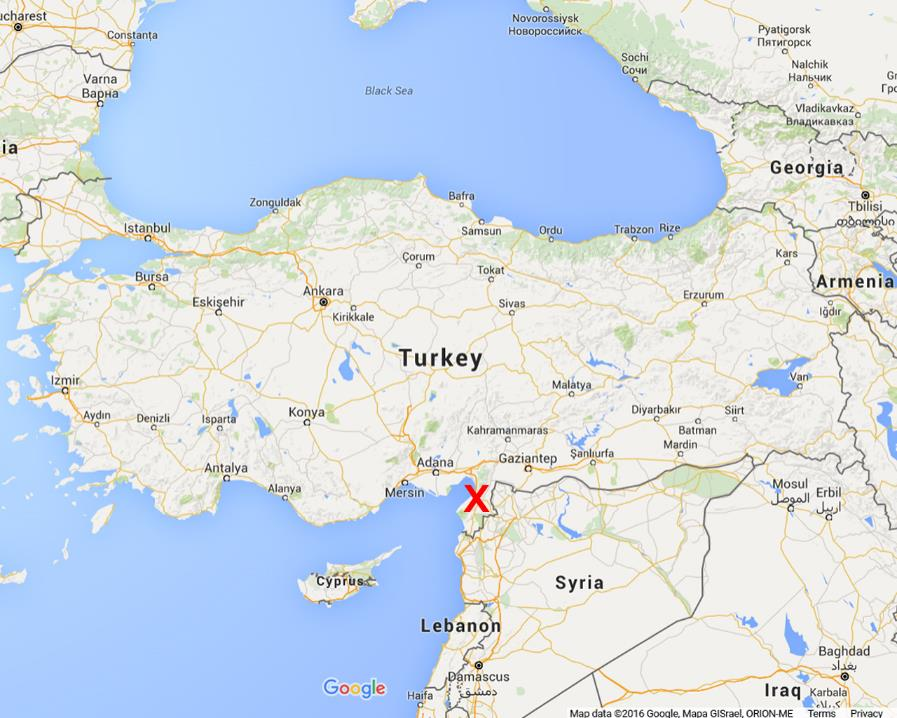 ucharest
Constanța
Novorossiysk
Новороссийск
Pyatigorsk
Пятигорск
Sochi
Сочи
Nalchik
Нальчик
Varna
Варна
Black Sea
Vladikavkaz
Владикавказ
ia
Georgia
Zonguldak
Bafra
Tbilisi
Istanbul
Samsun
Ordu
Trabzon
Rize
Kars
Çorum
Tokat
Bursa
Armenia
Ankara
Eskişehir
Kirikkale
Sivas
Erzurum
Iğdır
Turkey
Izmir
Malatya
Van
Aydın
Denizli
Isparta
Konya
Diyarbakır
Siirt
Kahramanmaras
Batman
Mardin
Adana
Gaziantep
Şanlıurfa
Antalya
Alanya
Mersin
X
Mosul
الموصل
Erbil
أربيل
Cyprus
Syria
Lebanon
Baghdad
بغداد
Damascus
دمشق
Google
Haifa
Iraq
Karbala
Map data ©2016 Google, Mapa GISrael, ORION-ME Terms Privacy